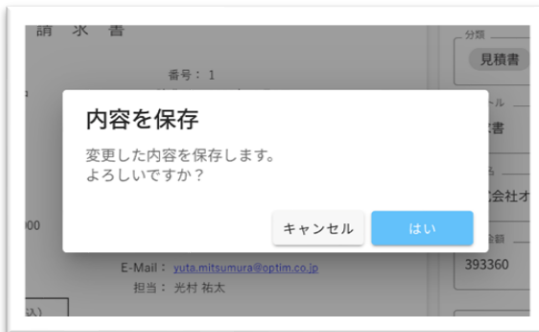 請 求 書
番号： 1
分類
見積書
内容を保存
変更した内容を保存します。
よろしいですか？
キャンセル
はい
E-Mail： yuta.mitsumura@optim.co.jp
担当： 光村 祐太
393360